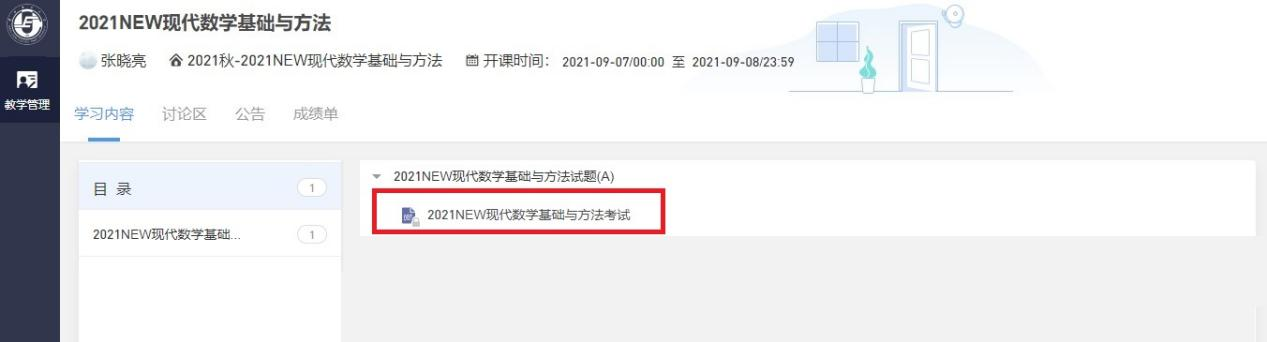 2021NEW现代数学基础与方法
张晓亮 2021秋-2021NEW现代数学基础与方法 开课时间： 2021-09-07/00:00 至 2021-09-08/23:59
教学管理
学习内容 讨论区 公告 成绩单
目 录 1
2021NEW现代数学基础... 1
2021NEW现代数学基础与方法试题(A)
2021NEW现代数学基础与方法考试